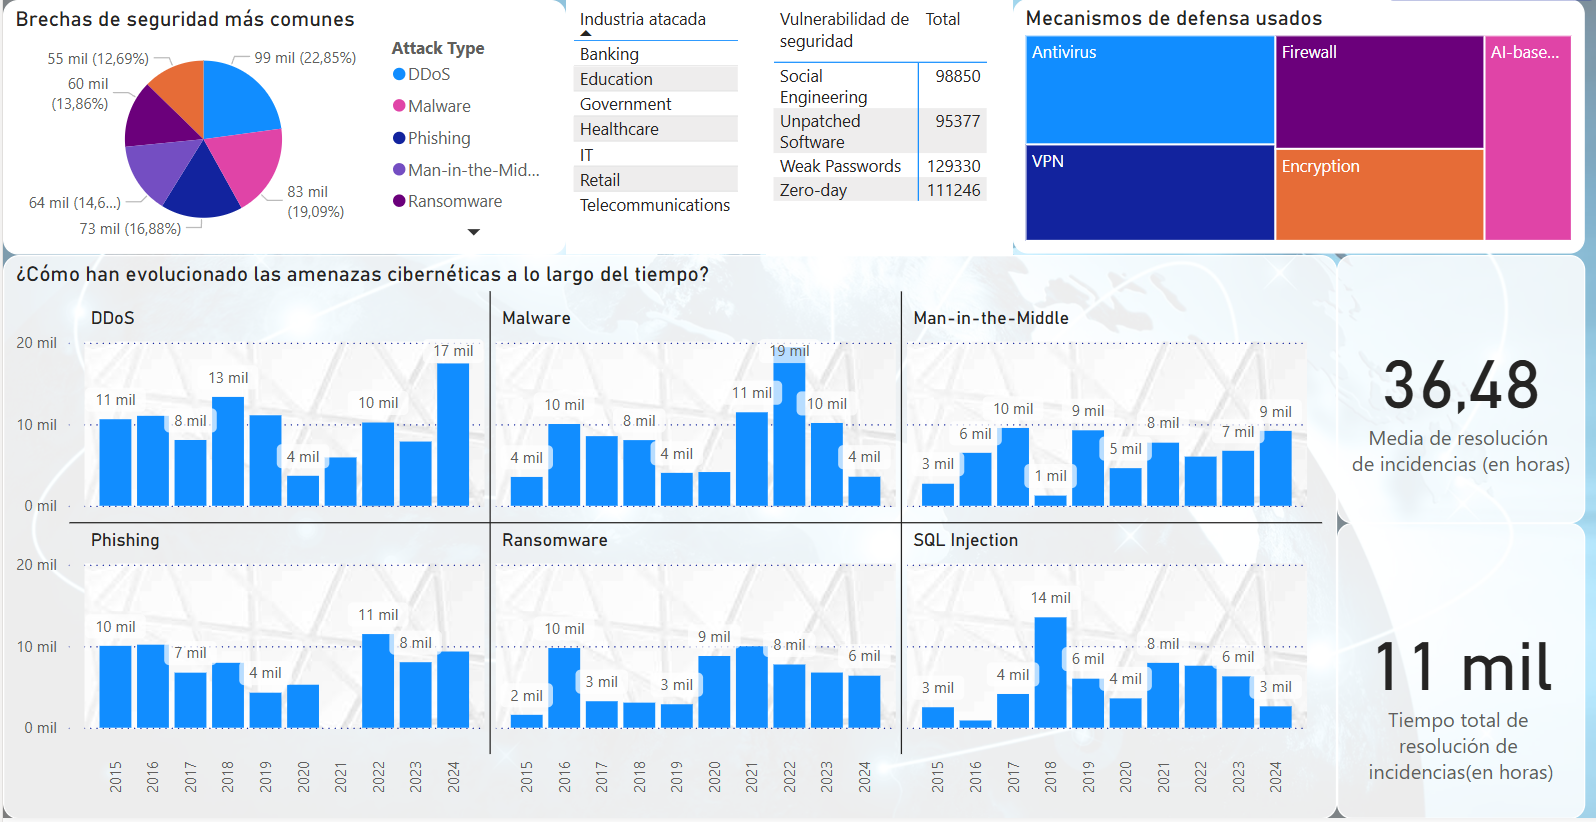 Brechas de seguridad más comunes
55 mil (12,69%)
99 mil (22,85%)
60 mil
(13,86%)
83 mil
(19,09%)
64 mil (14,6...)
73 mil (16,88%)
Attack Type
DDoS
Malware
Phishing
Man-in-the-Mid...
Ransomware
Industria atacada
Banking
Education
Government
Healthcare
IT
Retail
Telecommunications
Vulnerabilidad de
seguridad
Total
Social
Engineering
98850
Unpatched
Software
95377
Weak Passwords 129330
Zero-day 111246
Mecanismos de defensa usados
Antivirus
Firewall
AI-base...
VPN
Encryption
¿Cómo han evolucionado las amenazas cibernéticas a lo largo del tiempo?
DDoS
20 mil
10 mil
0 mil
11 mil
8 mil
13 mil
4 mil
10 mil
17 mil
Malware
4 mil
10 mil
8 mil
4 mil
11 mil
19 mil
10 mil
4 mil
Man-in-the-Middle
3 mil
6 mil
10 mil
1 mil
9 mil
5 mil
8 mil
7 mil
9 mil
Phishing
20 mil
10 mil
0 mil
10 mil
7 mil
4 mil
11 mil
8 mil
Ransomware
2 mil
10 mil
3 mil
3 mil
9 mil
8 mil
6 mil
SQL Injection
3 mil
4 mil
14 mil
6 mil
4 mil
8 mil
6 mil
3 mil
2015
2016
2017
2018
2019
2020
2021
2022
2023
2024
2015
2016
2017
2018
2019
2020
2021
2022
2023
2024
2015
2016
2017
2018
2019
2020
2021
2022
2023
2024
36,48
Media de resolución
de incidencias (en horas)
11 mil
Tiempo total de
resolución de
incidencias(en horas)